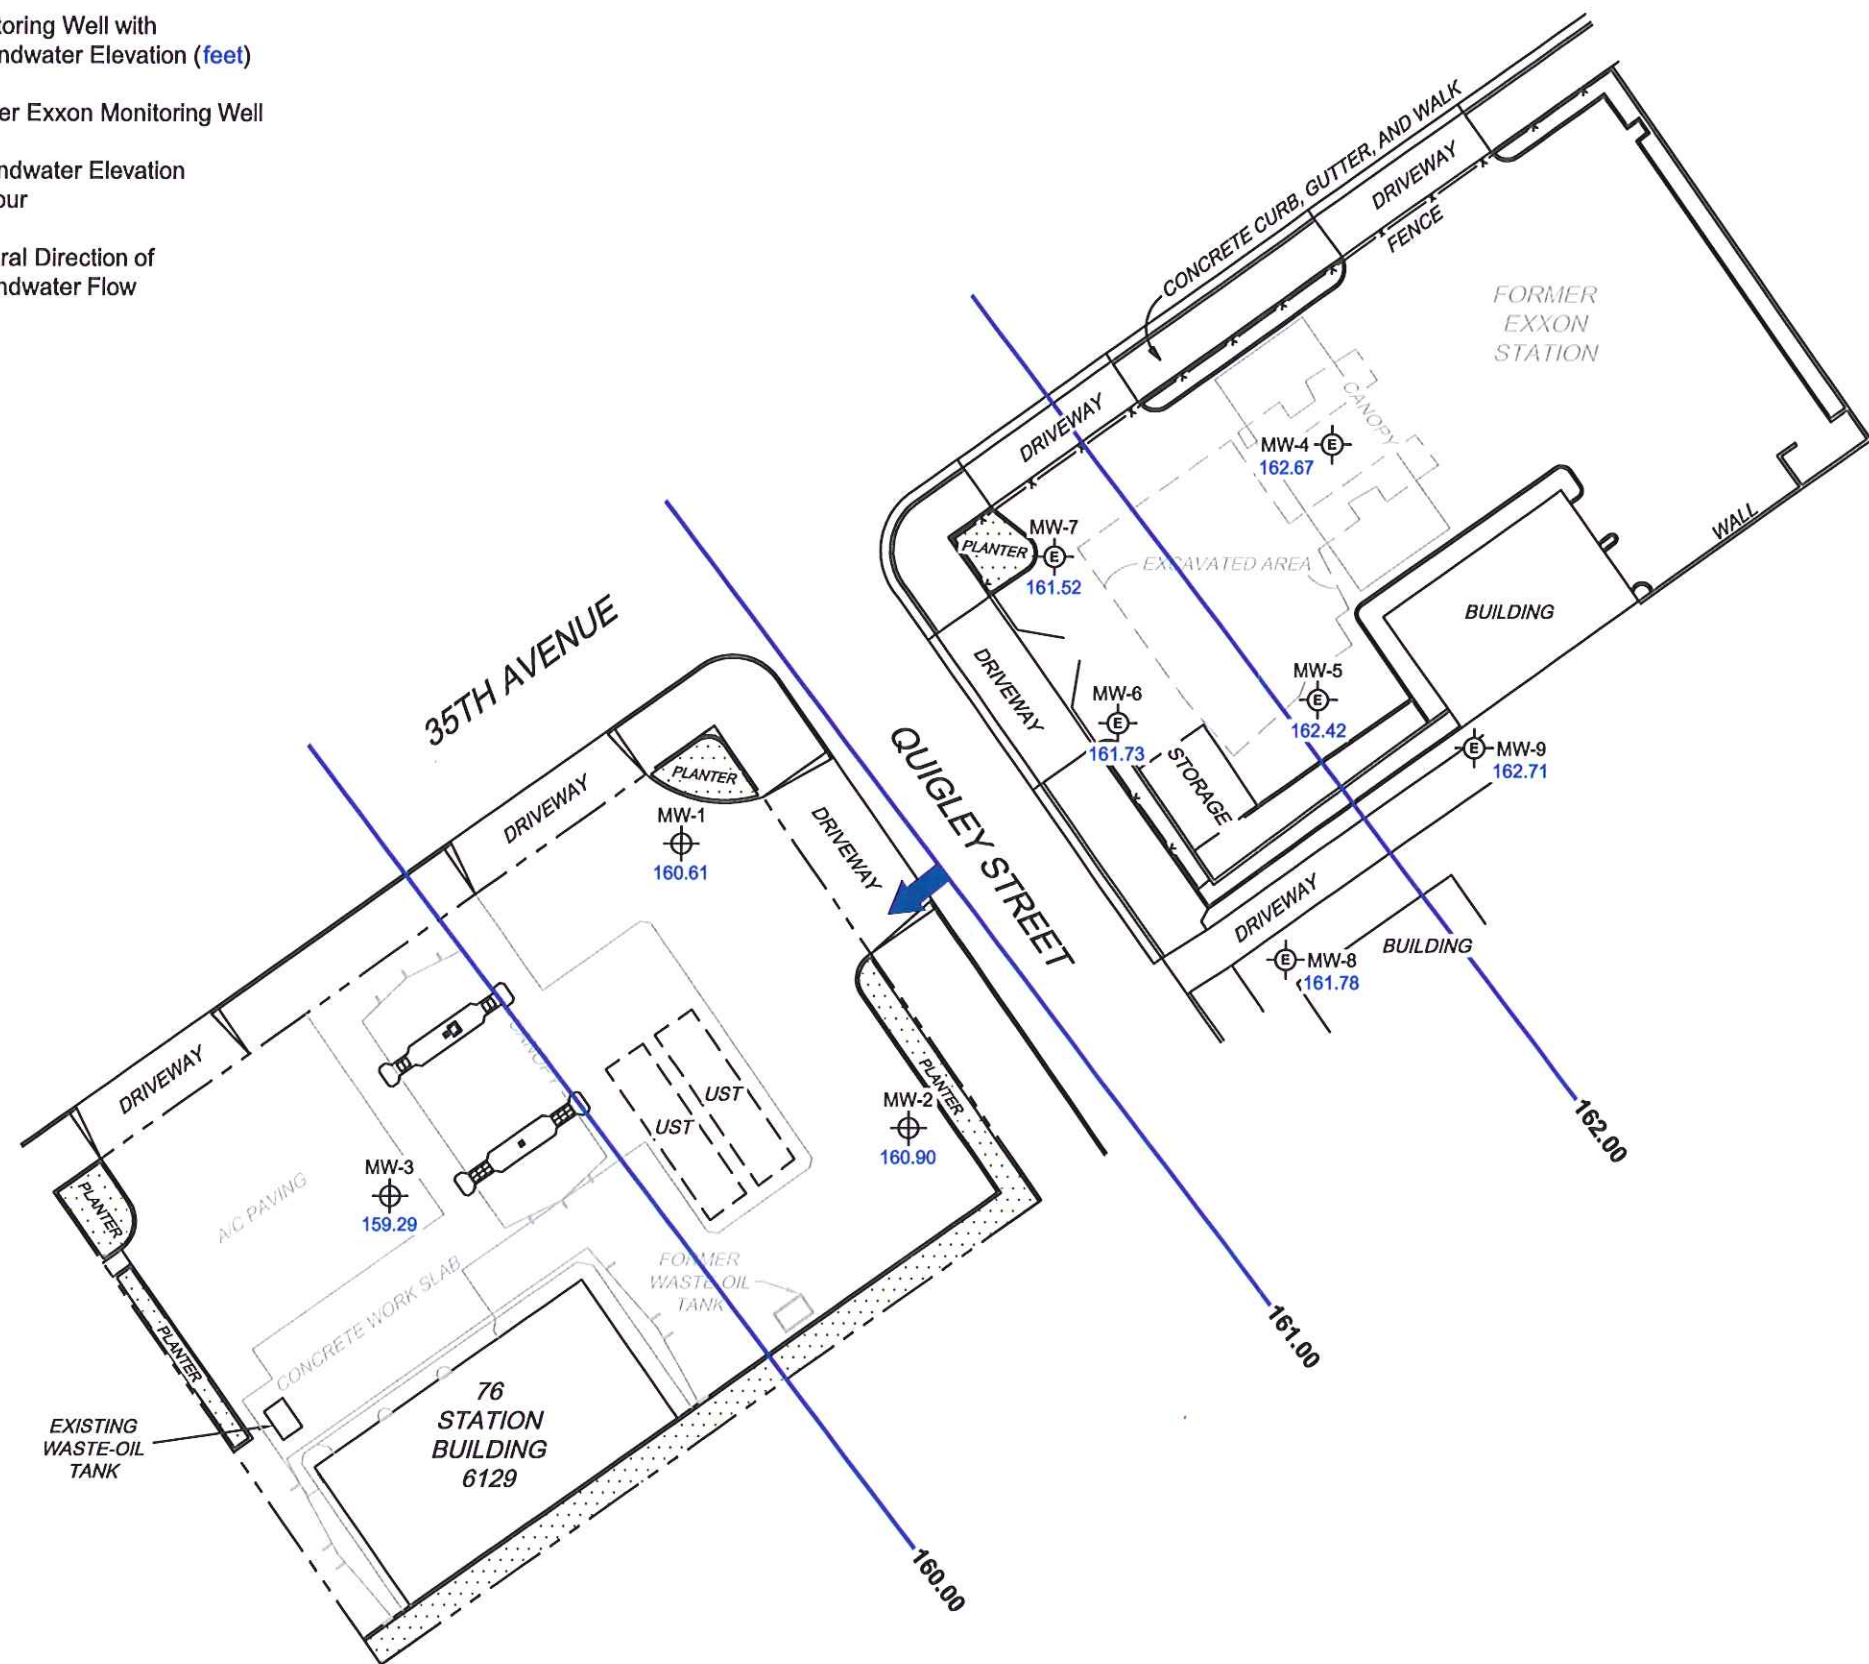 toring Well with
ndwater Elevation (feet)
er Exxon Monitoring Well
ndwater Elevation
our
ral Direction of
ndwater Flow
CONCRETE CURB, GUTTER, AND WALK
DRIVEWAY
FENCE
FORMER
EXXON
STATION
CANOPY
DRIVEWAY
MW-4 E
162.67
WALL
MW-7
PLANTER
E
161.52
EXCAVATED AREA
BUILDING
35TH AVENUE
DRIVEWAY
MW-6
E
161.73
MW-5
E
162.42
E MW-9
162.71
STORAGE
QUIGLEY STREET
PLANTER
DRIVEWAY
MW-1
160.61
DRIVEWAY
DRIVEWAY
BUILDING
E MW-8
161.78
162.00
DRIVEWAY
CANOPY
UST
UST
PLANTER
MW-2
160.90
MW-3
159.29
PLANTER
A/C PAVING
CONCRETE WORK SLAB
FORMER
WASTE-OIL
TANK
161.00
PLANTER
EXISTING
WASTE-OIL
TANK
76
STATION
BUILDING
6129
160.00